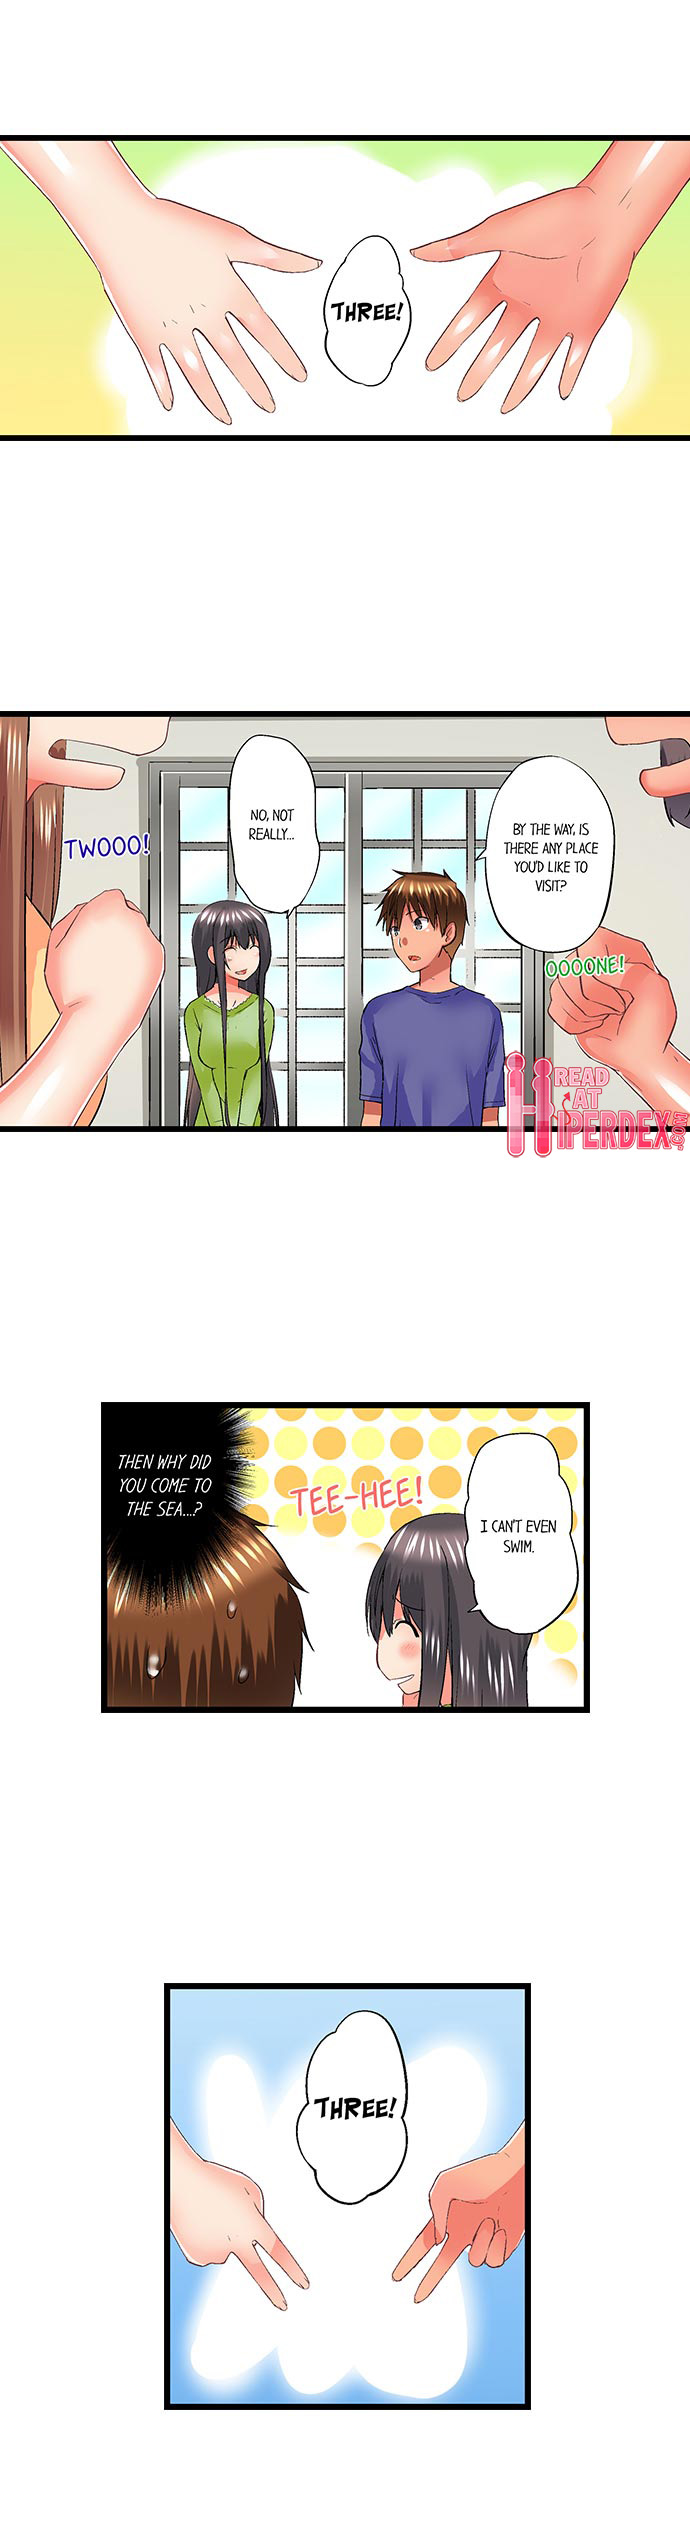 THREE!
BY THE WAY, IS
THERE ANY PLACE
YOU'D LIKE TO
VISIT?
NO, NOT
REALLY...
TWOOO!
OOOONE!
READ
AT
HIPERDEX
.COM
I CAN'T EVEN
SWIM.
TEE-HEE!
THEN WHY DID
YOU COME TO
THE SEA...?
THREE!